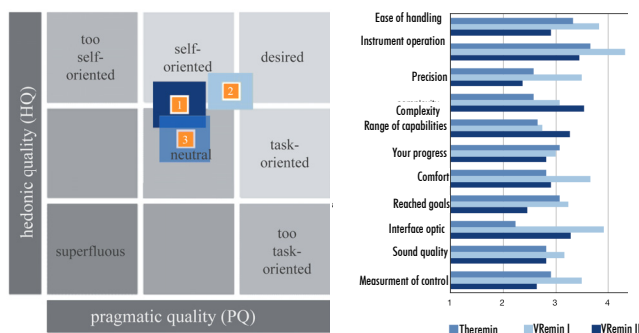 hedonic quality (HQ)
too
self-
oriented
self-
oriented
desired
1
2
3
neutral
task-
oriented
superfluous
too
task-
oriented
pragmatic quality (PQ)
Ease of handling
Instrument operation
Precision
Complexity
Range of capabilities
Your progress
Comfort
Reached goals
Interface optic
Sound quality
Measurment of control
1
2
3
4
Theremin
VRemin I
VRemin II